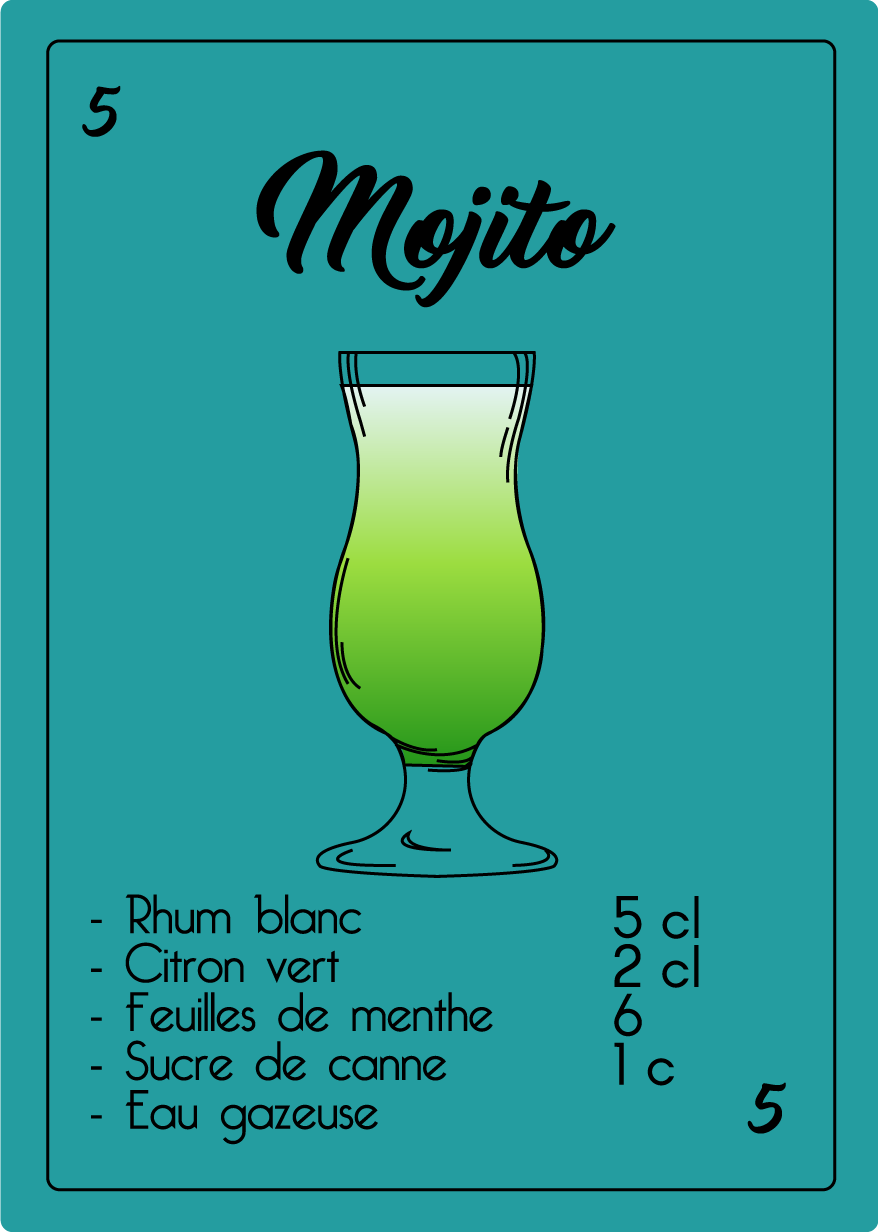 5
Mojito
- Rhum blanc 5 cl
- Citron vert 2 cl
- Feuilles de menthe 6
- Sucre de canne 1 c
- Eau gazeuse
5